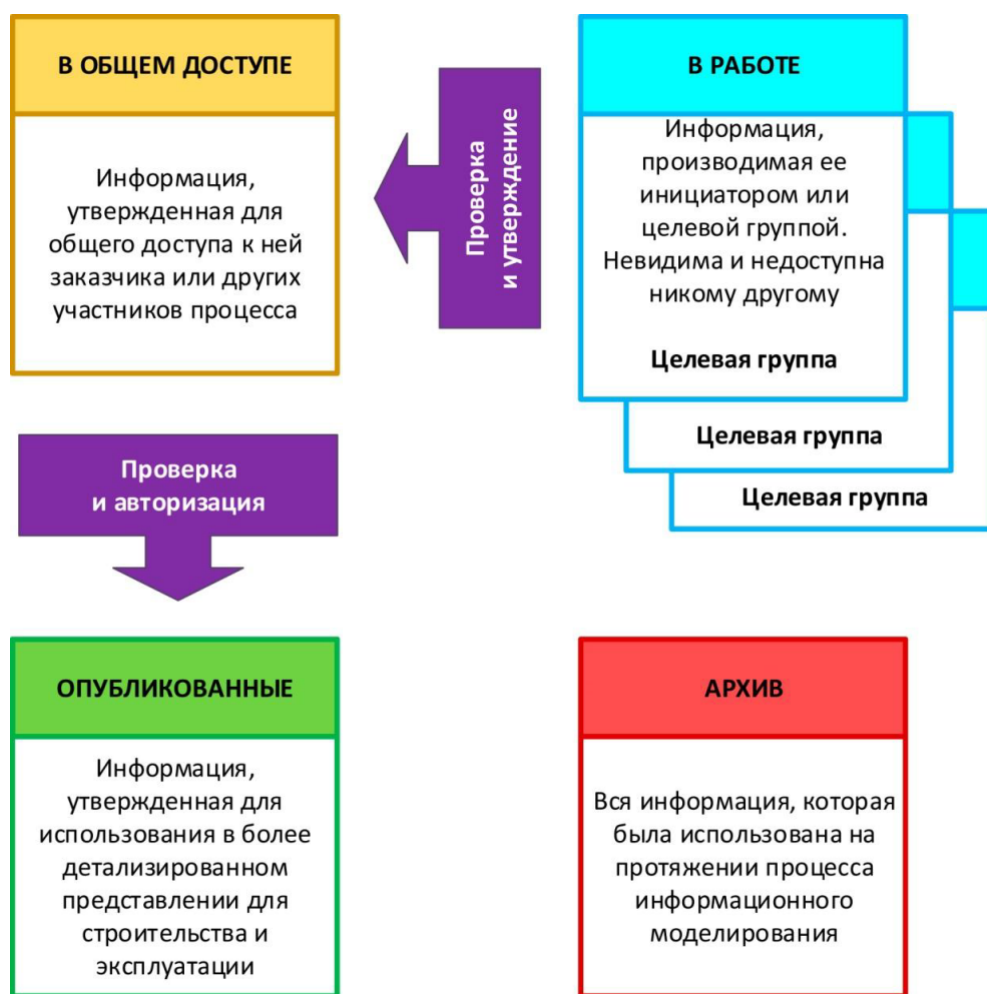 В ОБЩЕМ ДОСТУПЕ
Информация,
утвержденная для
общего доступа к ней
заказчика или других
участников процесса
Проверка
и утверждение
В РАБОТЕ
Информация,
производимая ее
инициатором или
целевой группой.
Невидима и недоступна
никому другому
Целевая группа
Целевая группа
Целевая группа
Проверка
и авторизация
ОПУБЛИКОВАННЫЕ
Информация,
утвержденная для
использования в более
детализированном
представлении для
строительства и
эксплуатации
АРХИВ
Вся информация, которая
была использована на
протяжении процесса
информационного
моделирования